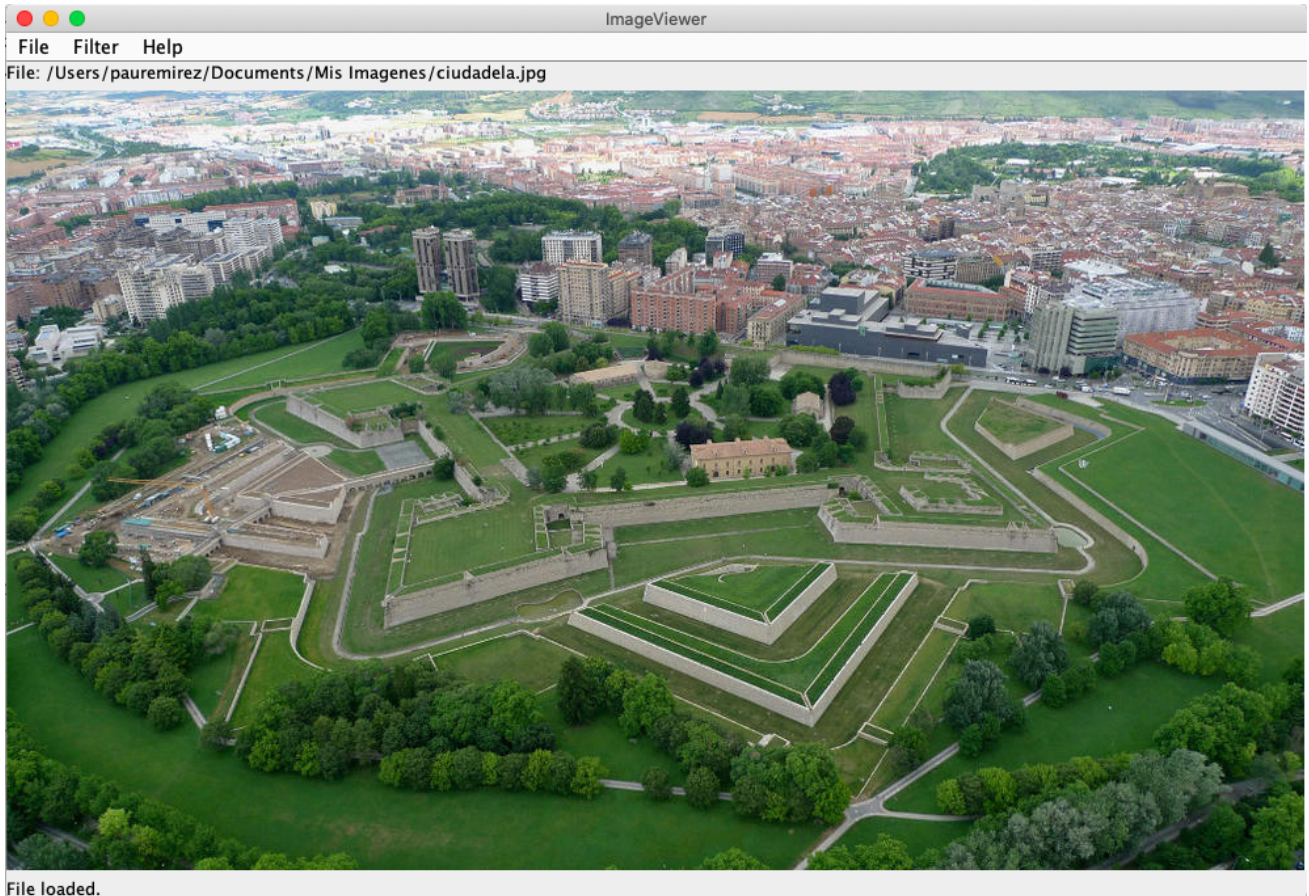 ImageViewer
File Filter Help
File: /Users/pauremirez/Documents/Mis Imagenes/ciudadela.jpg
File loaded.